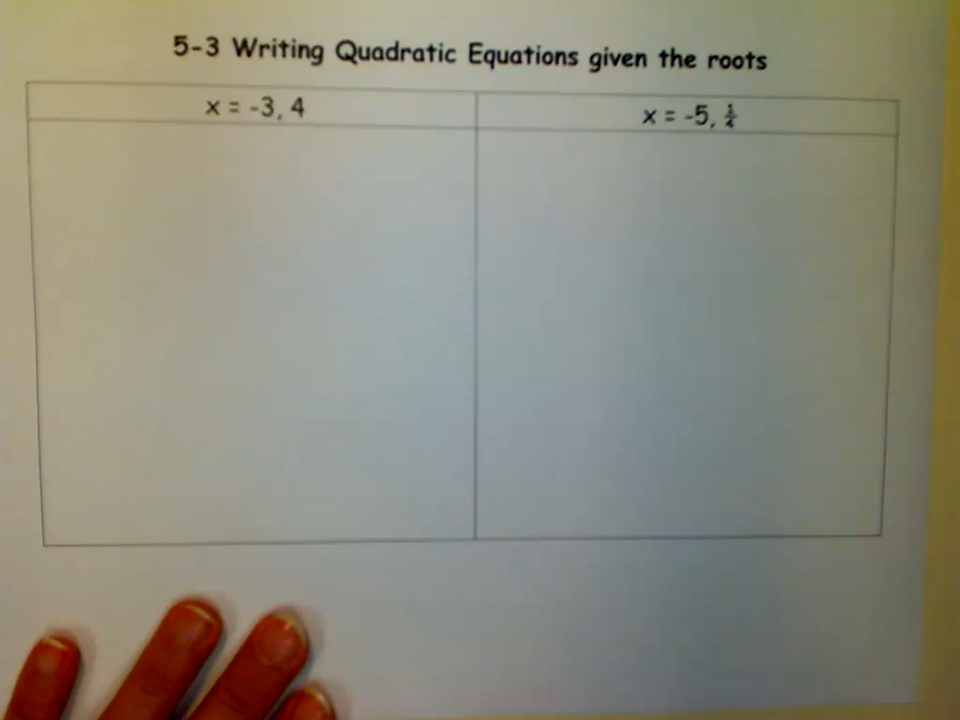 5-3 Writing Quadratic Equations given the roots
x = -3, 4
x = -5, ¼